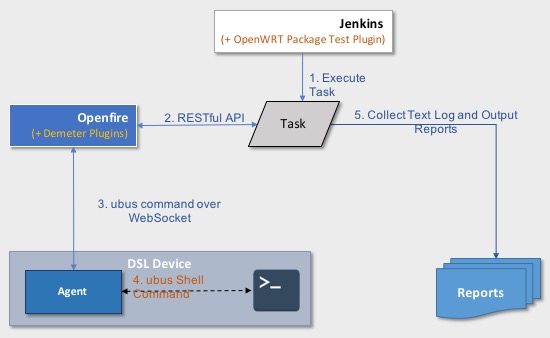 Jenkins
(+ OpenWRT Package Test Plugin)
1. Execute
Task
Openfire
(+ Demeter Plugins)
2. RESTful API
Task
5. Collect Text Log and Output
Reports
3. ubus command over
WebSocket
DSL Device
4. ubus Shell
Command
Agent
>_
Reports